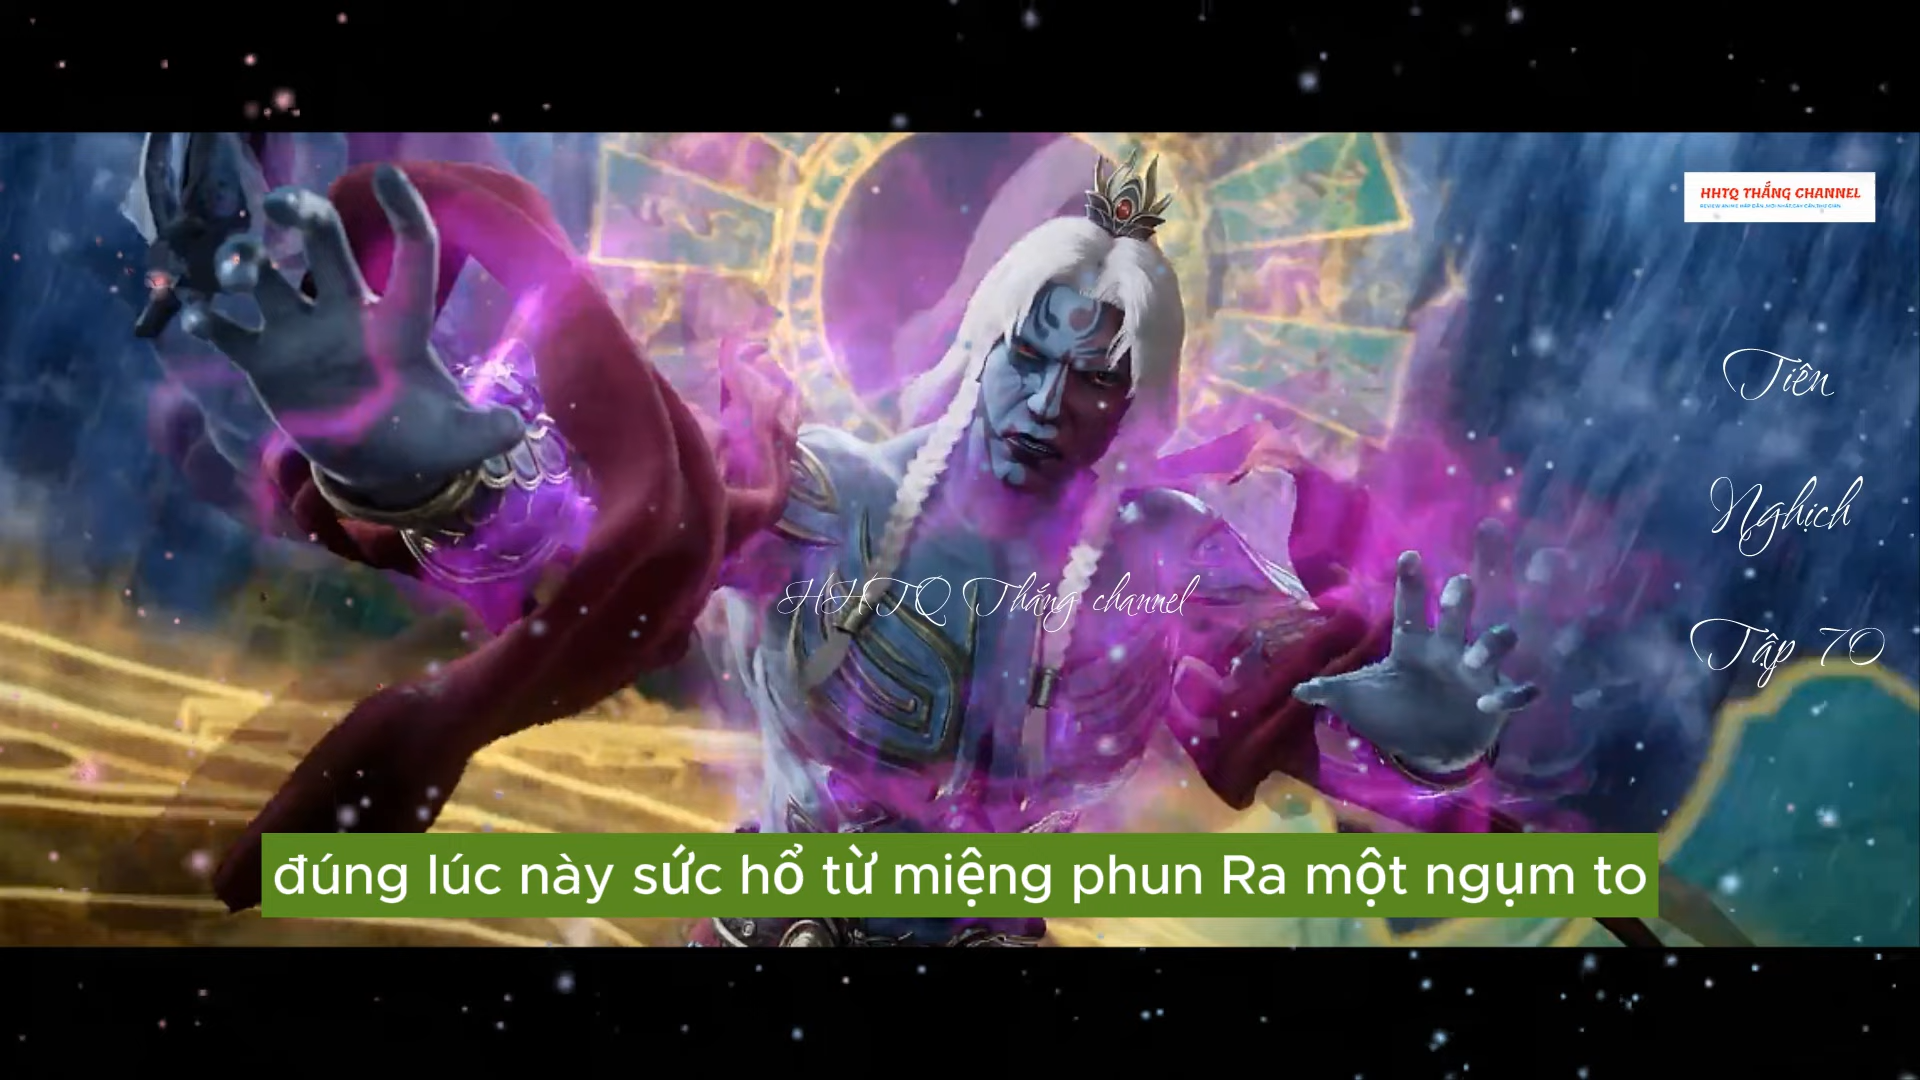 HHTQ THẮNG CHANNEL
Tiên
Nghịch
HHTQ Thắng channel
Tập 70
đúng lúc này sức hổ từ miệng phun Ra một ngụm to